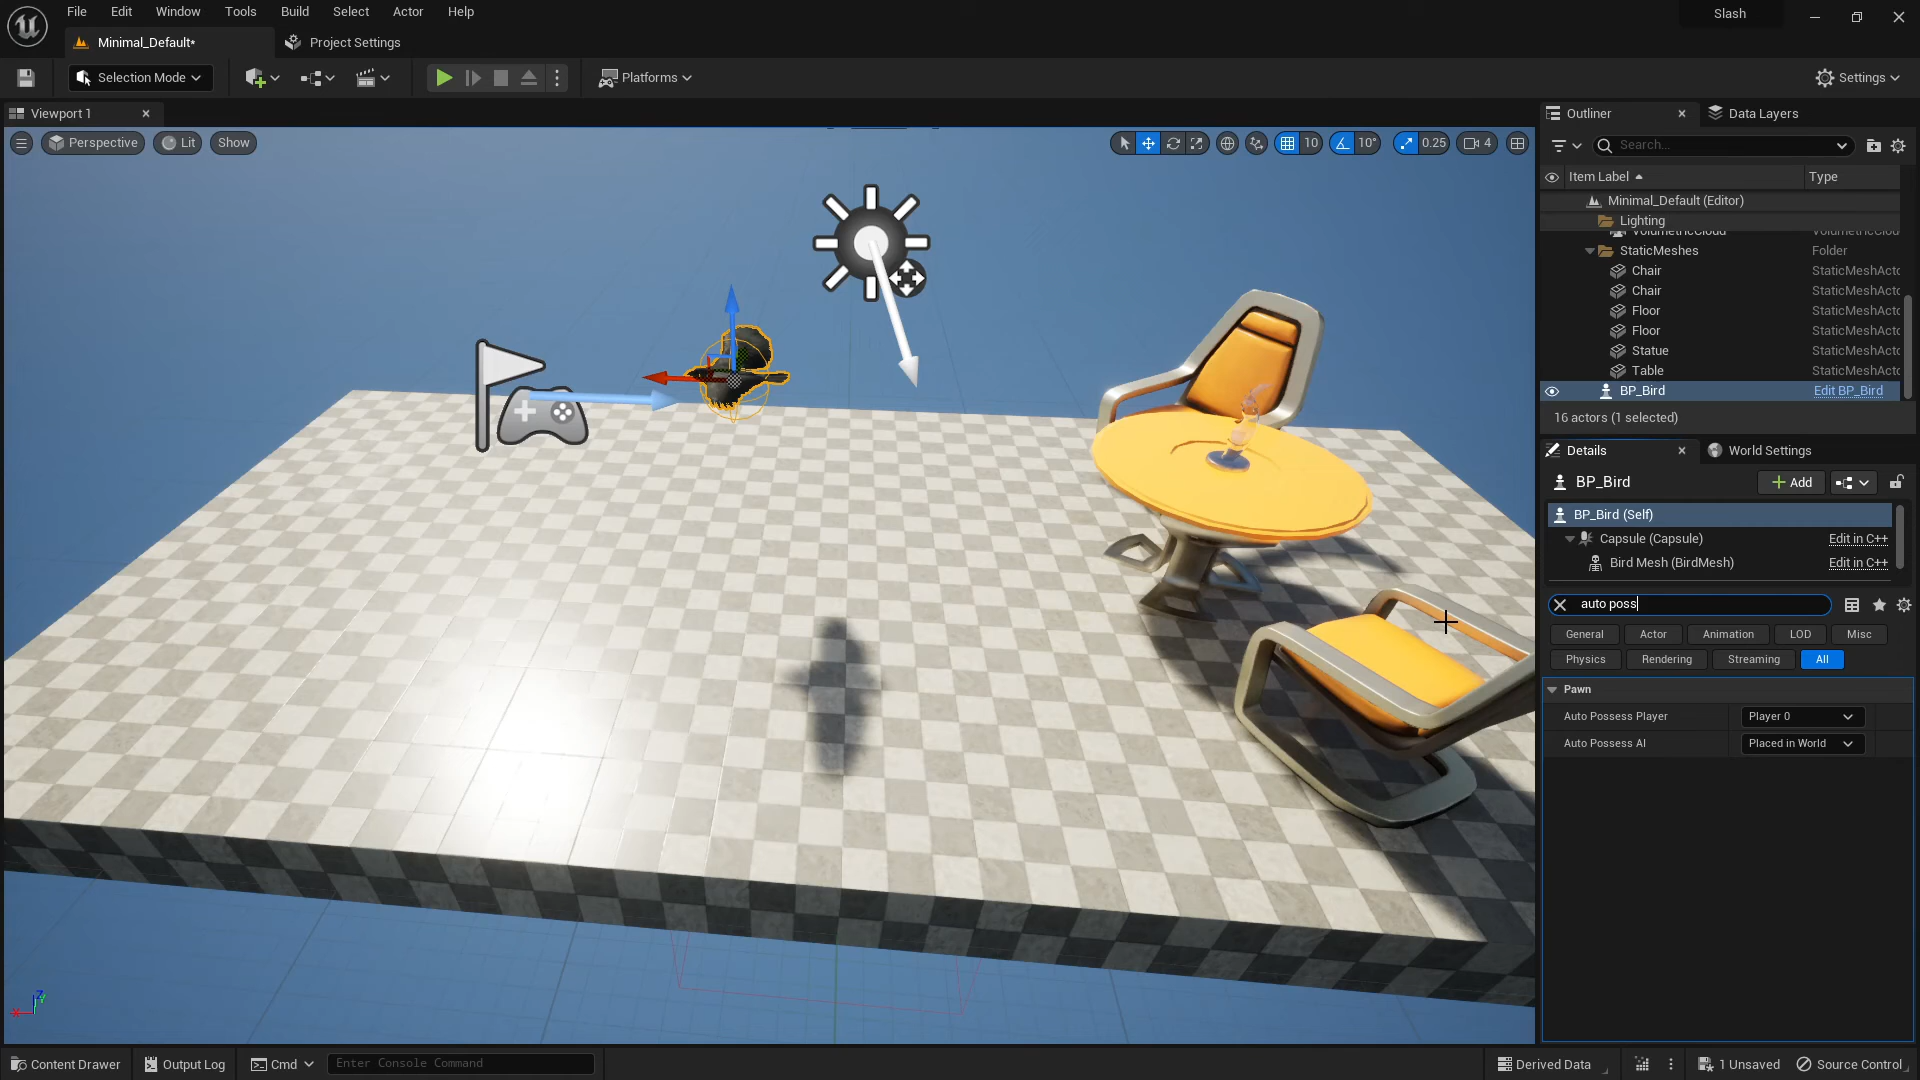 File Edit Window Tools Build Select Actor Help
Slash
Minimal_Default*
Project Settings
Selection Mode
Platforms
Settings
Viewport 1
Outliner
Data Layers
Perspective
Lit
Show
10
10°
0.25
4
Search...
Item Label
Type
Minimal_Default (Editor)
Lighting
VolumetricCloud VolumetricClou
StaticMeshes Folder
Chair StaticMeshActo
Chair StaticMeshActo
Floor StaticMeshActo
Floor StaticMeshActo
Statue StaticMeshActo
Table StaticMeshActo
BP_Bird Edit BP_Bird
16 actors (1 selected)
Details
World Settings
BP_Bird
Add
BP_Bird (Self)
Capsule (Capsule) Edit in C++
Bird Mesh (BirdMesh) Edit in C++
auto poss
General Actor Animation LOD Misc
Physics Rendering Streaming All
Pawn
Auto Possess Player Player 0
Auto Possess AI Placed in World
Content Drawer
Output Log
Cmd
Enter Console Command
Derived Data
1 Unsaved
Source Control